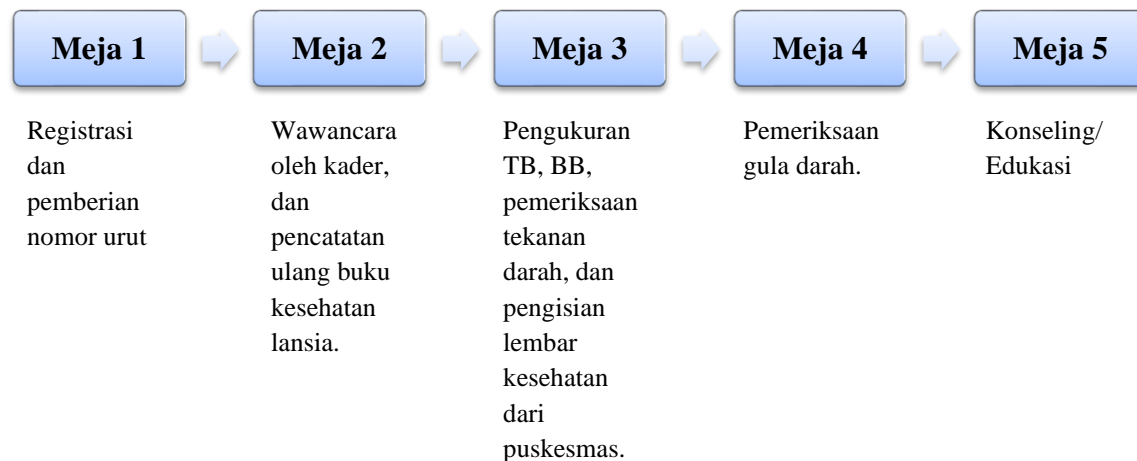 Meja 1
Meja 2
Meja 3
Meja 4
Meja 5
Registrasi
dan
pemberian
nomor urut
Wawancara
oleh kader,
dan
pencatatan
ulang buku
kesehatan
lansia.
Pengukuran
TB, BB,
pemeriksaan
tekanan
darah, dan
pengisian
lembar
kesehatan
dari
puskesmas.
Pemeriksaan
gula darah.
Konseling/
Edukasi